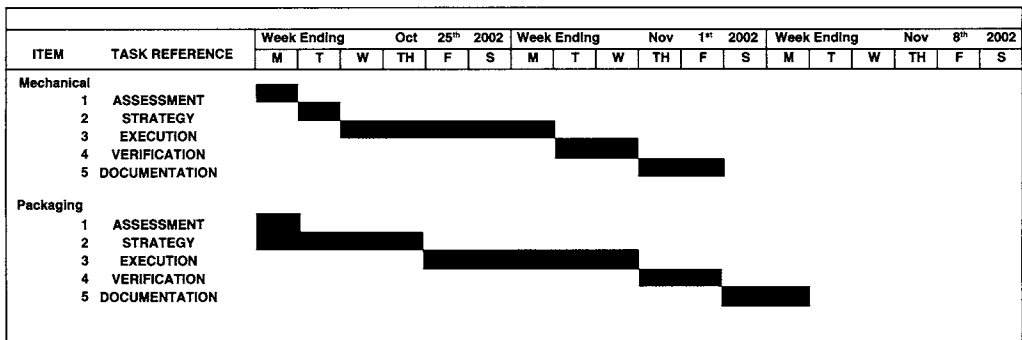 Week Ending Oct 25th 2002 Week Ending Nov 1st 2002 Week Ending Nov 8th 2002
ITEM TASK REFERENCE M T W TH F S M T W TH F S M T W TH F S
Mechanical
1 ASSESSMENT
2 STRATEGY
3 EXECUTION
4 VERIFICATION
5 DOCUMENTATION
Packaging
1 ASSESSMENT
2 STRATEGY
3 EXECUTION
4 VERIFICATION
5 DOCUMENTATION